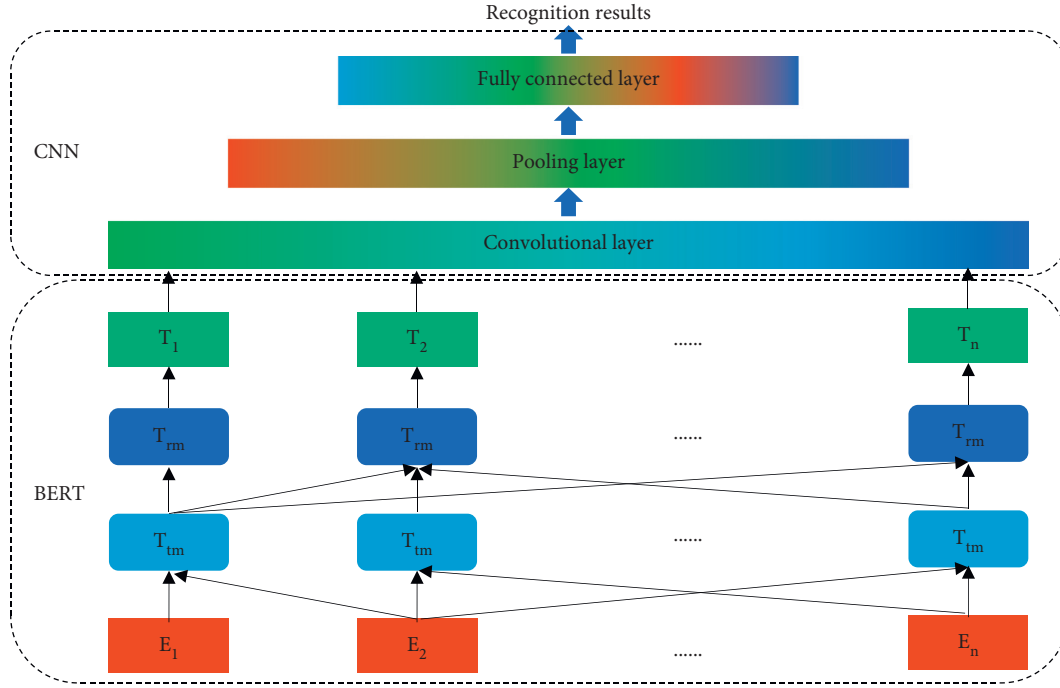 Recognition results
Fully connected layer
CNN
Pooling layer
Convolutional layer
T1 T2 ...... Tn
Trm Trm ...... Trm
BERT
Ttm Ttm ...... Ttm
E1 E2 ...... En